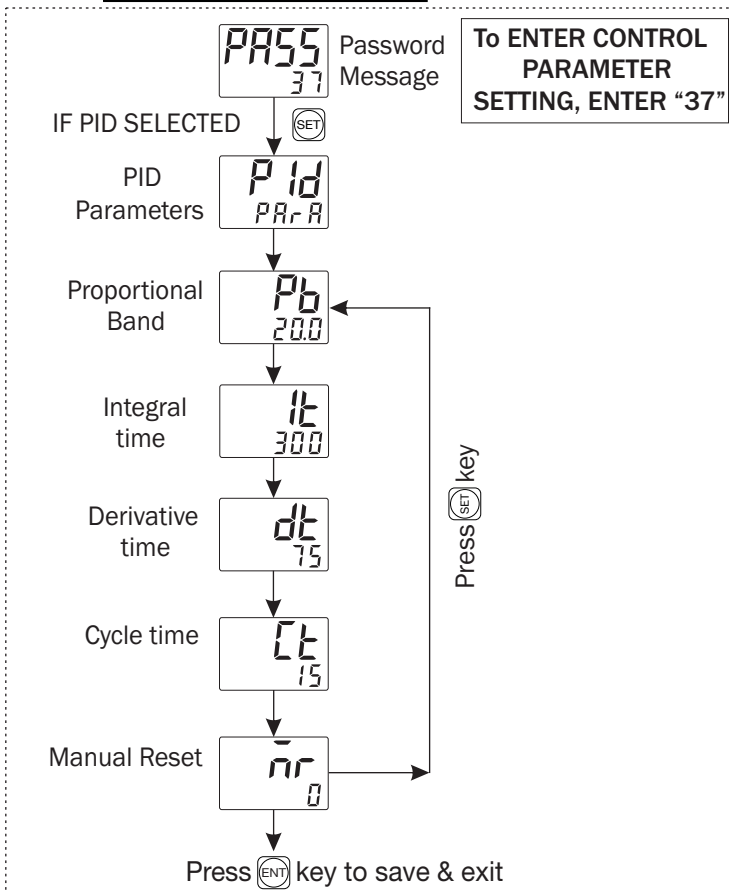 PASS
37
Password
Message
To ENTER CONTROL
PARAMETER
SETTING, ENTER “37”
IF PID SELECTED
SET
PID
Parameters
PId
PArA
Proportional
Band
Pb
20.0
Integral
time
It
300
Derivative
time
dt
75
Cycle time
Ct
15
Manual Reset
n̄r
0
Press SET key
Press ENT key to save & exit